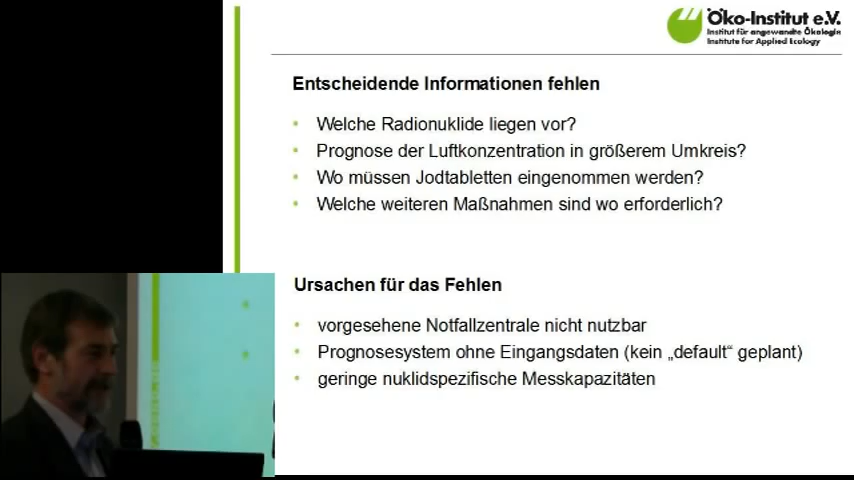 Öko-Institut e.V.
Institut für angewandte Ökologie
Institute for Applied Ecology
Entscheidende Informationen fehlen
• Welche Radionuklide liegen vor?
• Prognose der Luftkonzentration in größerem Umkreis?
• Wo müssen Jodtabletten eingenommen werden?
• Welche weiteren Maßnahmen sind wo erforderlich?
Ursachen für das Fehlen
• vorgesehene Notfallzentrale nicht nutzbar
• Prognosesystem ohne Eingangsdaten (kein „default“ geplant)
• geringe nuklidspezifische Messkapazitäten